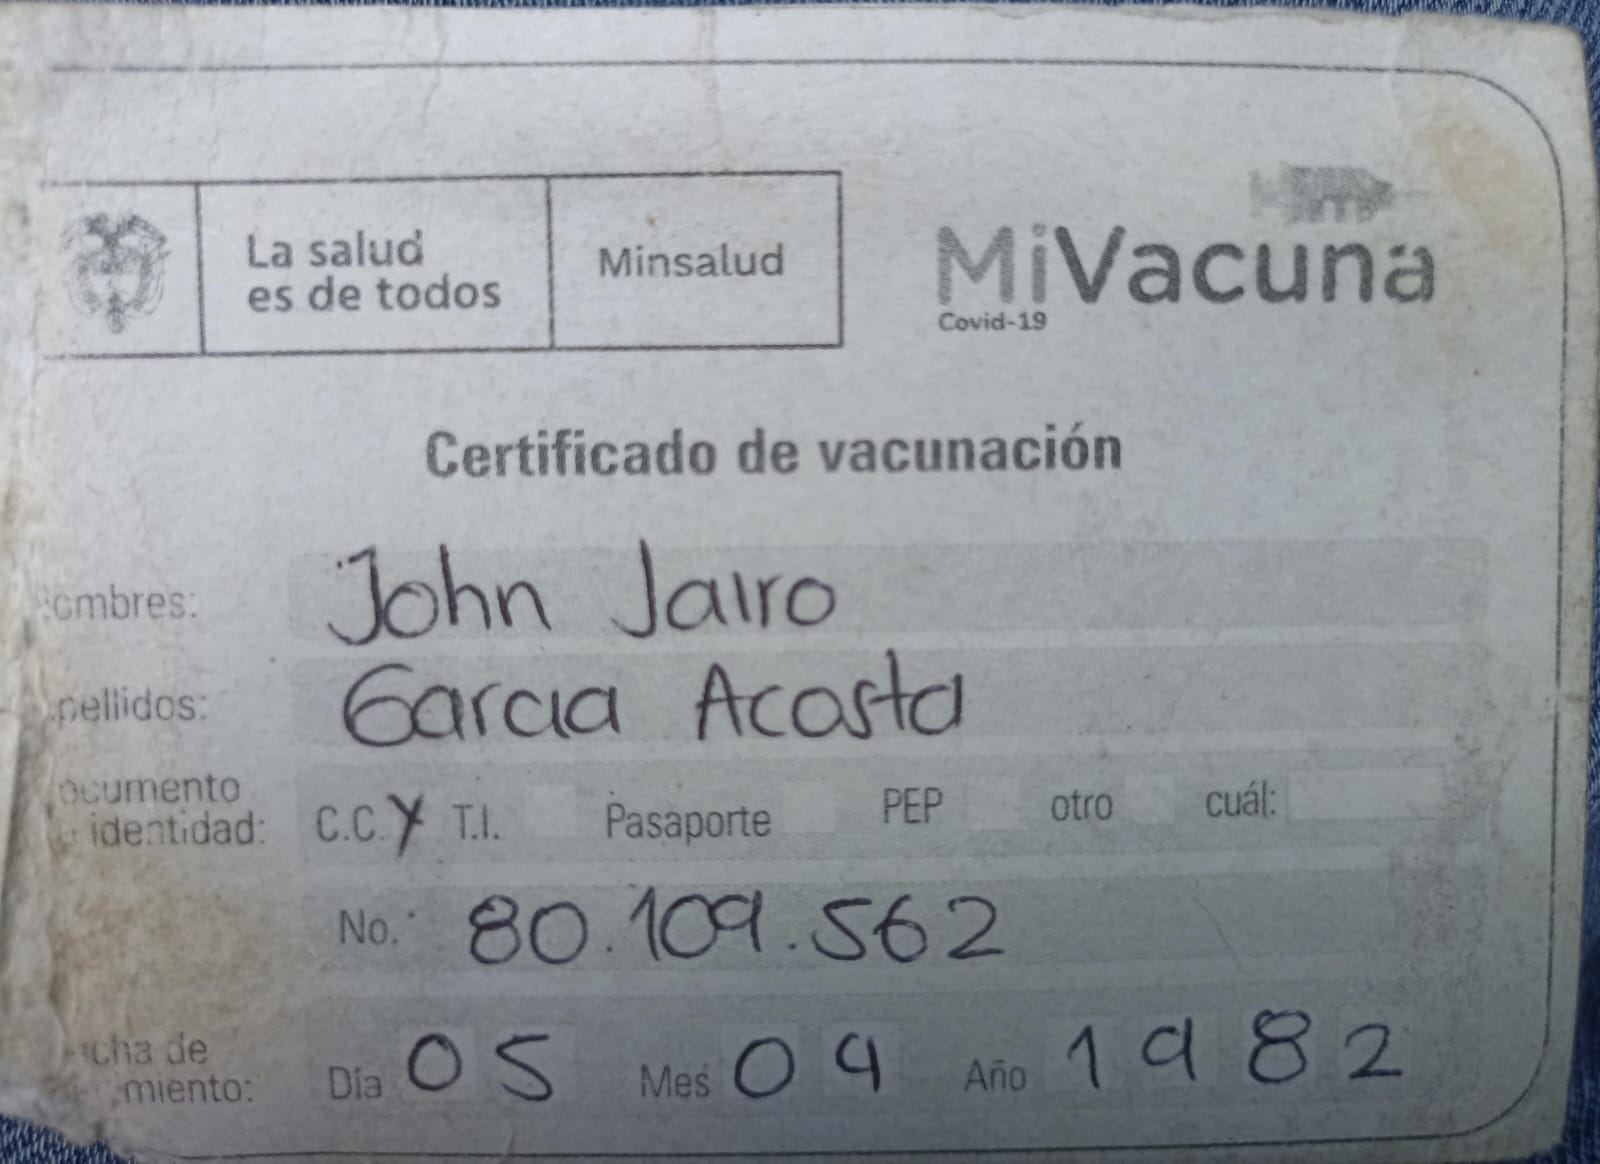 La salud
es de todos
Minsalud
MiVacuna
Covid-19
Certificado de vacunación
ombres: John Jairo
pellidos: Garcia Acosta
ocumento
identidad: C.C. X T.I. Pasaporte PEP otro cuál:
No. 80.109.562
cha de
miento: Día 05 Mes 09 Año 1982